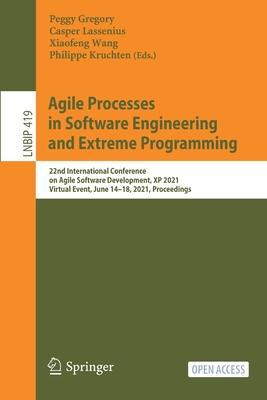 Peggy Gregory
Casper Lassenius
Xiaofeng Wang
Philippe Kruchten (Eds.)
LNBIP 419
Agile Processes
in Software Engineering
and Extreme Programming
22nd International Conference
on Agile Software Development, XP 2021
Virtual Event, June 14–18, 2021, Proceedings
Springer
OPEN ACCESS